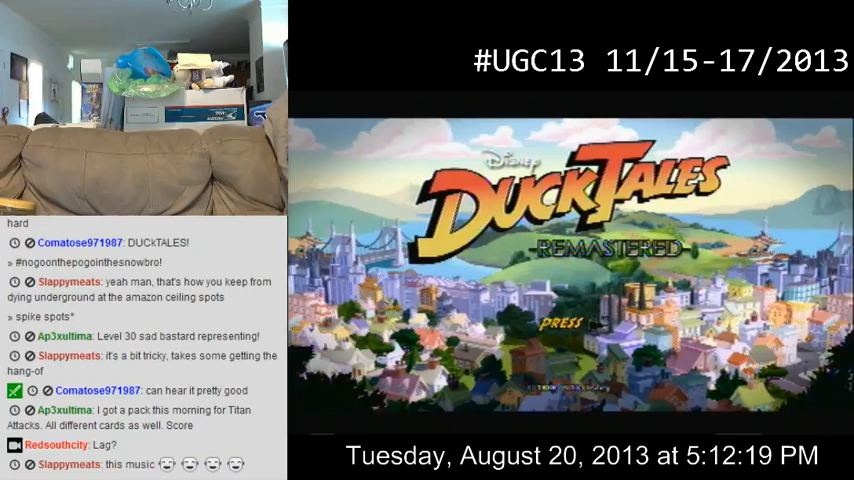 #UGC13 11/15-17/2013
Disney
DUCKTALES
-REMASTERED-
PRESS
hard
Comatose971987: DUCkTALES!
» #nogoonthepogointhesnowbro!
Slappymeats: yeah man, that's how you keep from
dying underground at the amazon ceiling spots
» spike spots*
Ap3xultima: Level 30 sad bastard representing!
Slappymeats: it's a bit tricky, takes some getting the
hang-of
Comatose971987: can hear it pretty good
Ap3xultima: I got a pack this morning for Titan
Attacks. All different cards as well. Score
Redsouthcity: Lag?
Slappymeats: this music
Tuesday, August 20, 2013 at 5:12:19 PM